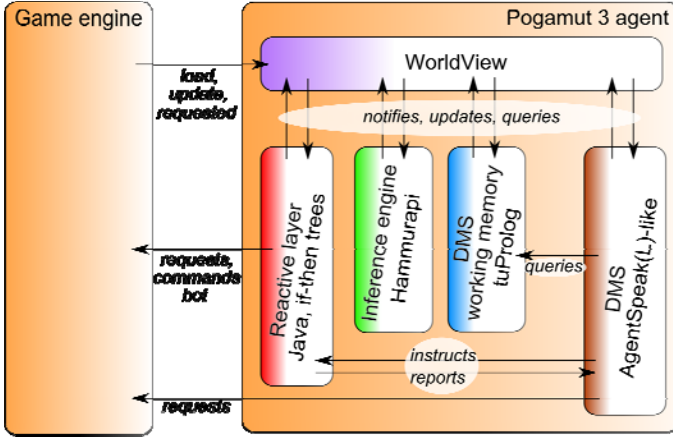 Game engine
Pogamut 3 agent
WorldView
load,
update,
requested
notifies, updates, queries
Reactive layer
Java, if-then trees
Inference engine
Hammurapi
DMS
working memory
tuProlog
DMS
AgentSpeak(L)-like
queries
requests,
commands
bot
instructs
reports
requests